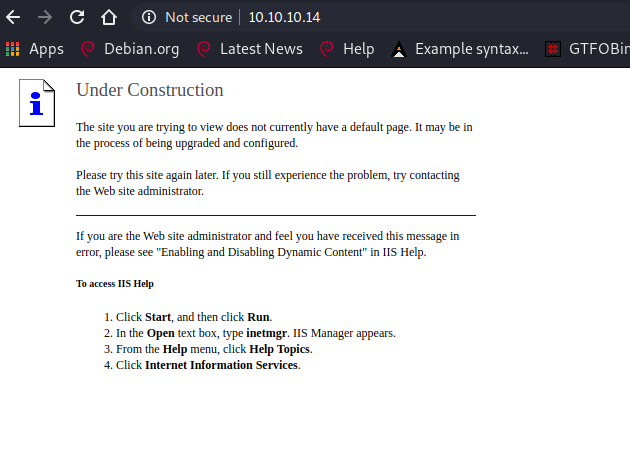 Not secure | 10.10.10.14
Apps Debian.org Latest News Help Example syntax... GTFOBin
Under Construction
The site you are trying to view does not currently have a default page. It may be in
the process of being upgraded and configured.
Please try this site again later. If you still experience the problem, try contacting
the Web site administrator.
If you are the Web site administrator and feel you have received this message in
error, please see "Enabling and Disabling Dynamic Content" in IIS Help.
To access IIS Help
1. Click Start, and then click Run.
2. In the Open text box, type inetmgr. IIS Manager appears.
3. From the Help menu, click Help Topics.
4. Click Internet Information Services.